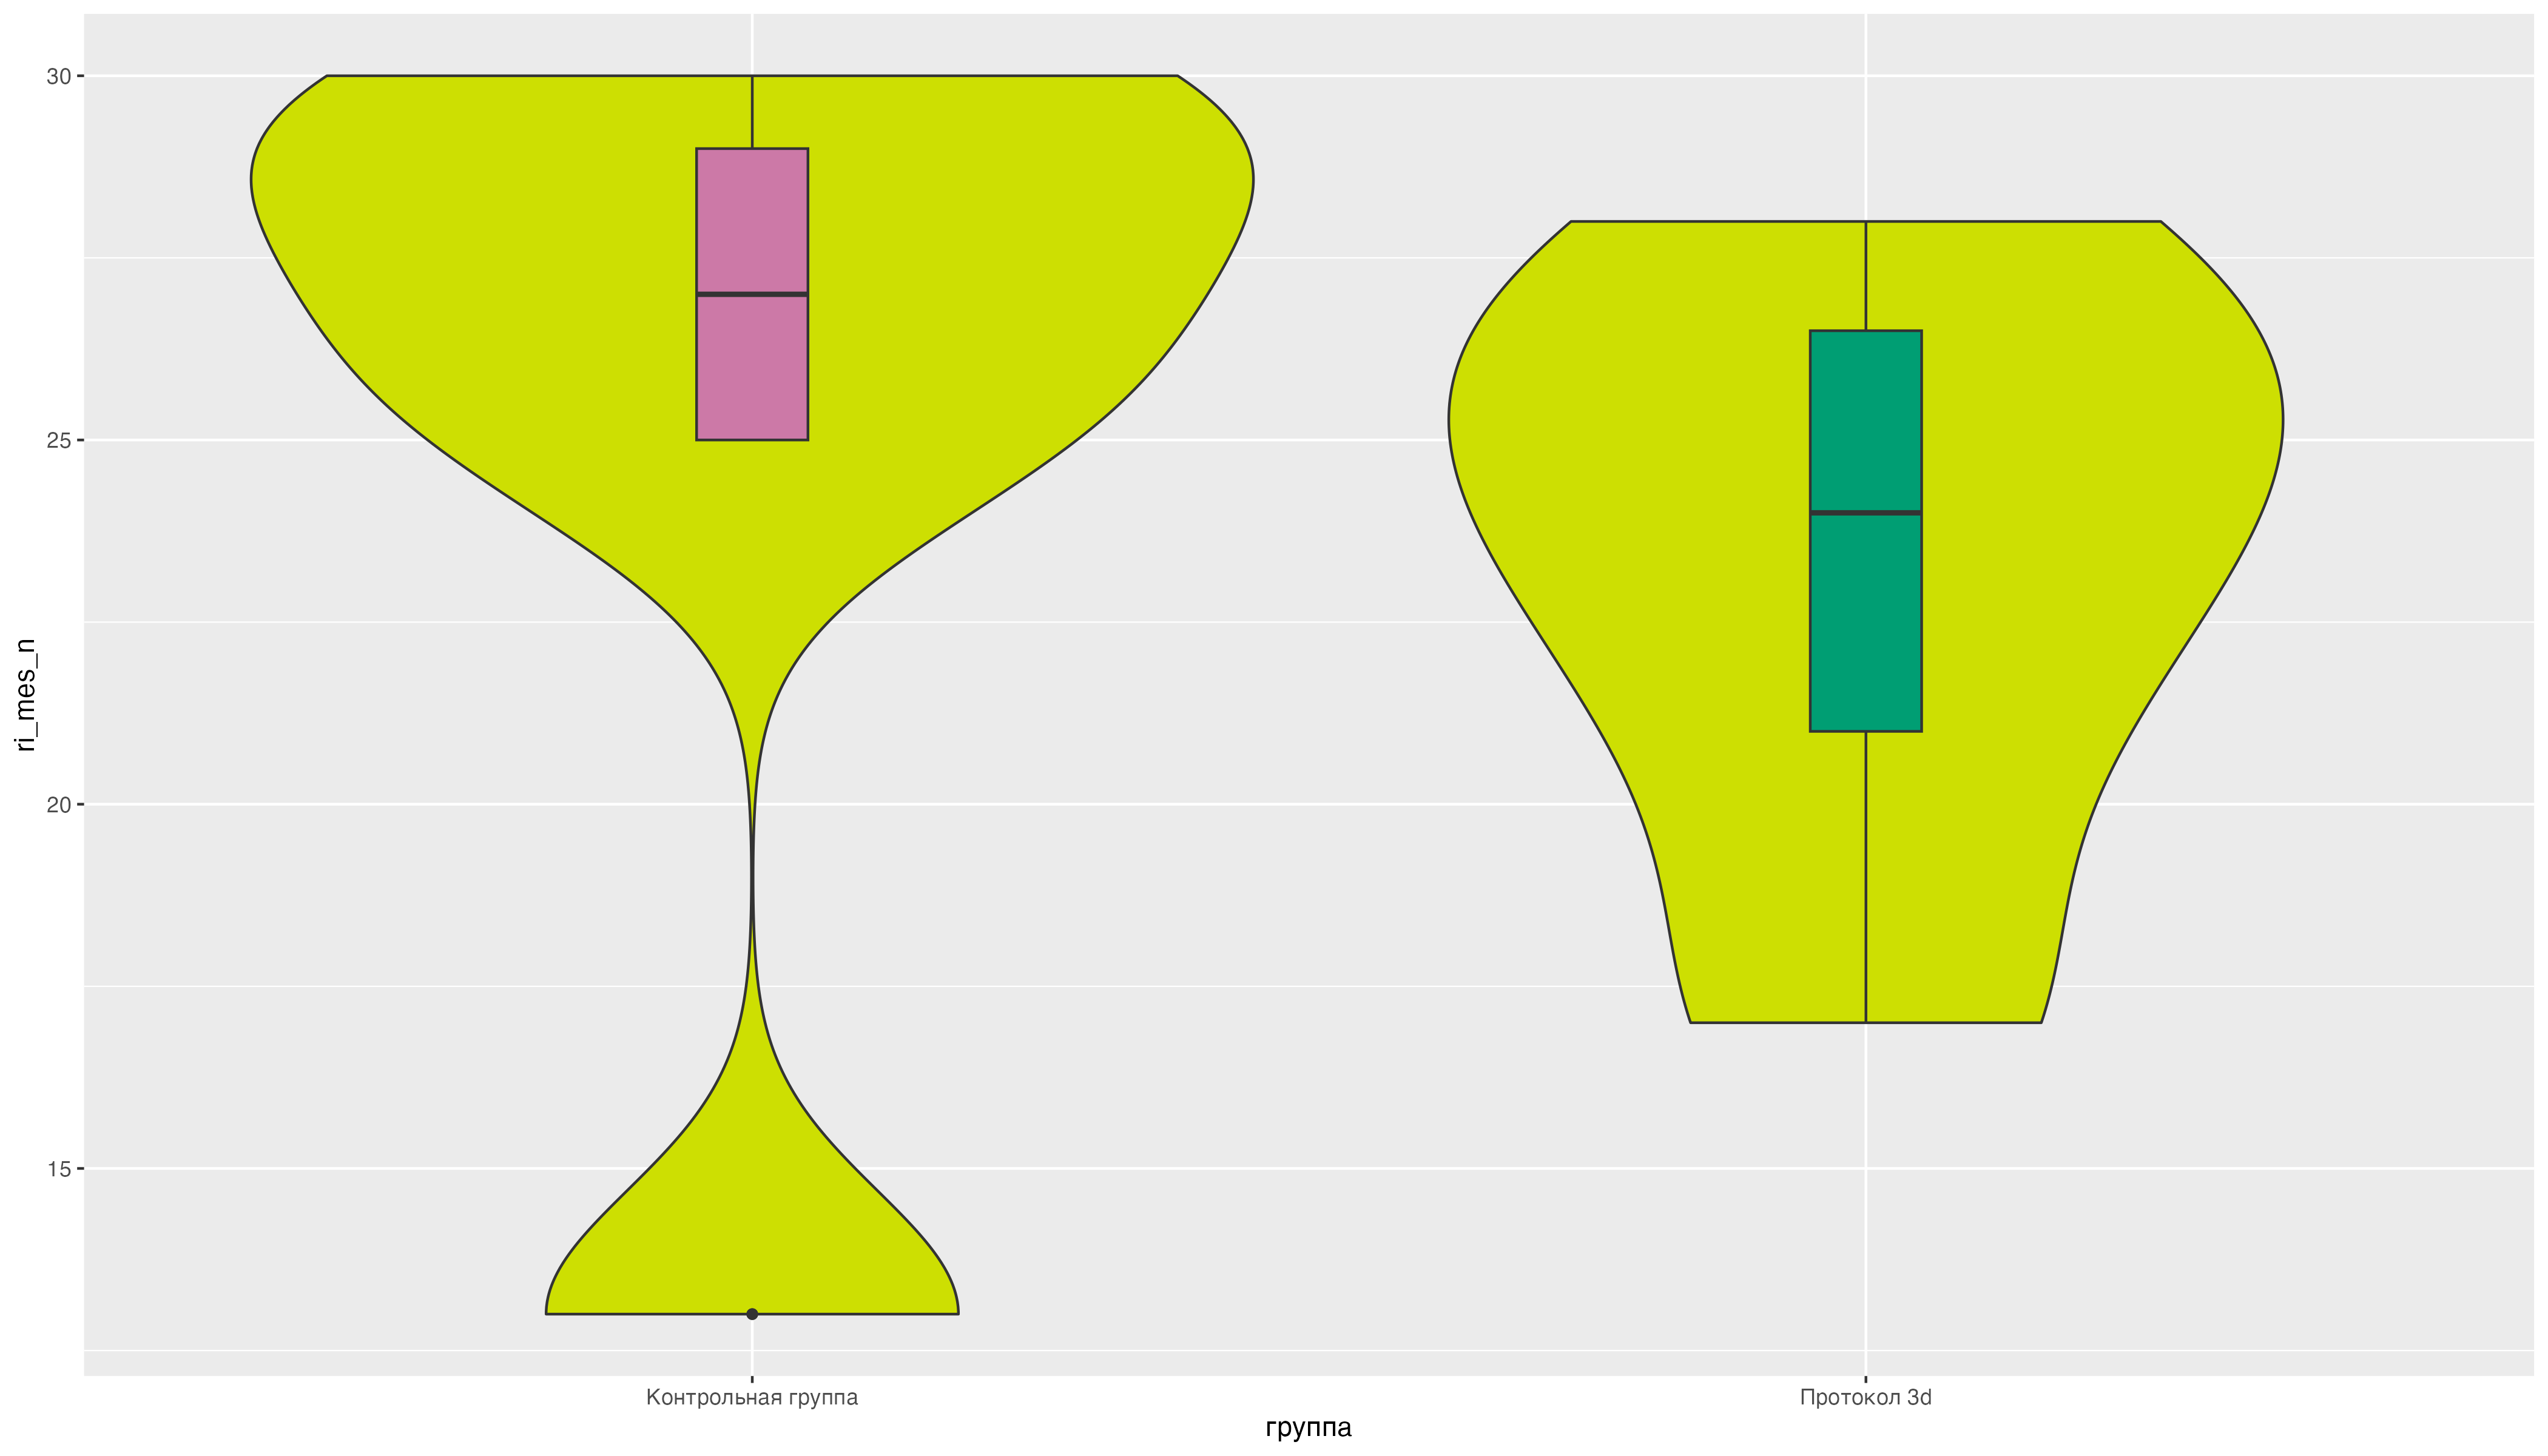 30
25
20
15
ri_mes_n
Контрольная группа
Протокол 3d
группа